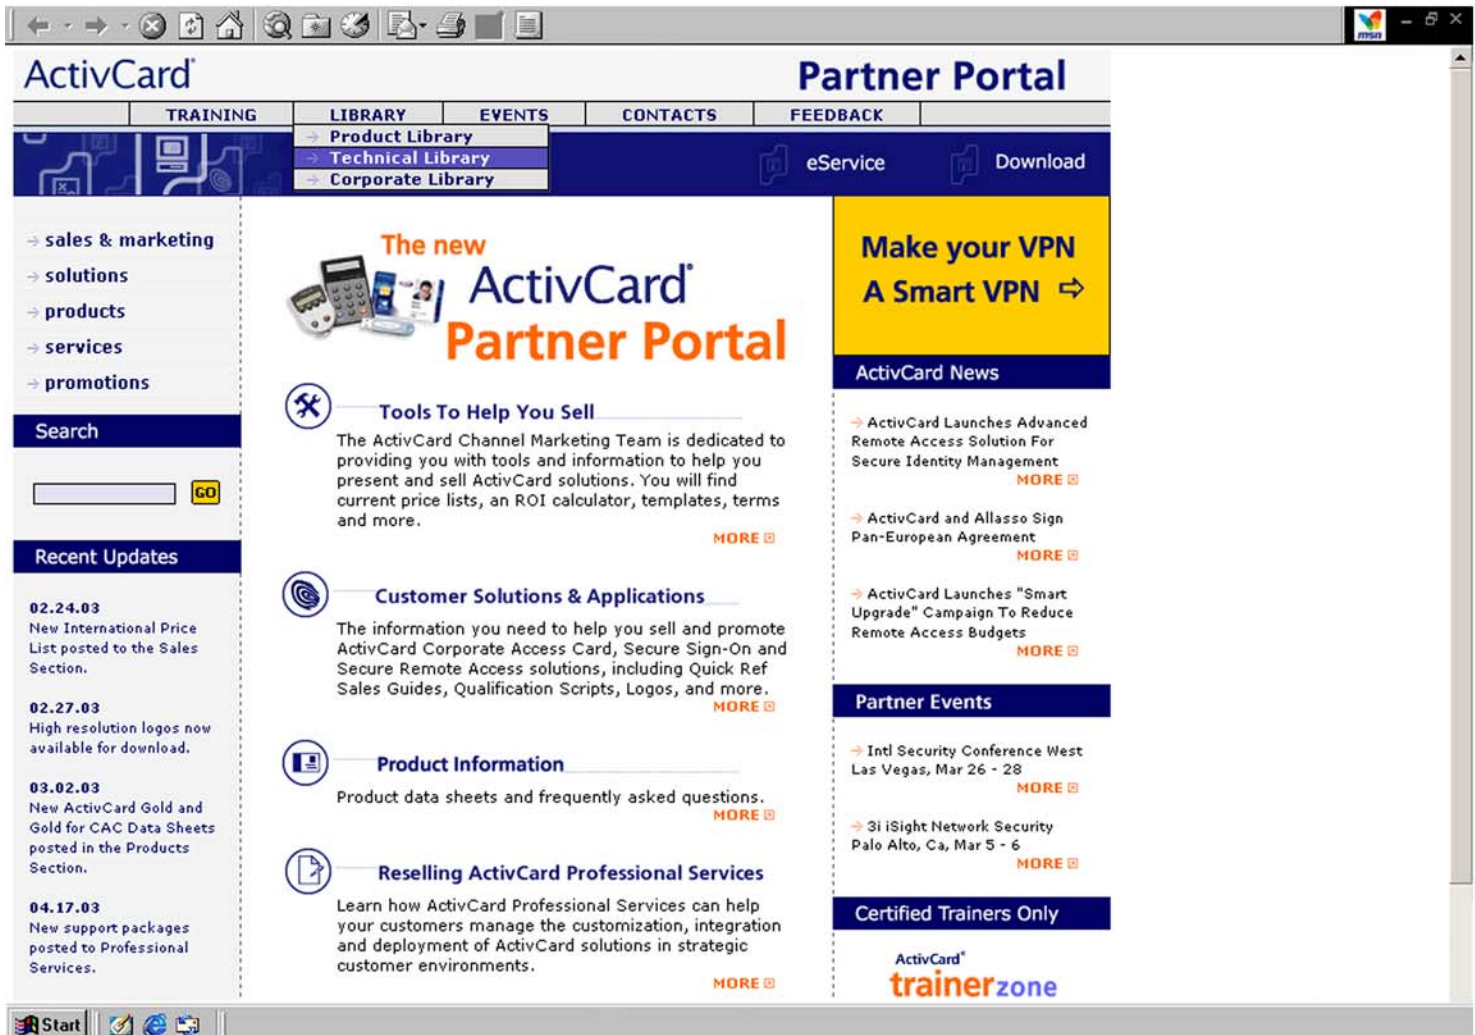 msn
ActivCard®
Partner Portal
TRAINING
LIBRARY
EVENTS
CONTACTS
FEEDBACK
Product Library
Technical Library
Corporate Library
eService
Download
sales & marketing
solutions
products
services
promotions
Search
GO
Recent Updates
02.24.03
New International Price
List posted to the Sales
Section.
02.27.03
High resolution logos now
available for download.
03.02.03
New ActivCard Gold and
Gold for CAC Data Sheets
posted in the Products
Section.
04.17.03
New support packages
posted to Professional
Services.
The new
ActivCard®
Partner Portal
Tools To Help You Sell
The ActivCard Channel Marketing Team is dedicated to
providing you with tools and information to help you
present and sell ActivCard solutions. You will find
current price lists, an ROI calculator, templates, terms
and more.
MORE
Customer Solutions & Applications
The information you need to help you sell and promote
ActivCard Corporate Access Card, Secure Sign-On and
Secure Remote Access solutions, including Quick Ref
Sales Guides, Qualification Scripts, Logos, and more.
MORE
Product Information
Product data sheets and frequently asked questions.
MORE
Reselling ActivCard Professional Services
Learn how ActivCard Professional Services can help
your customers manage the customization, integration
and deployment of ActivCard solutions in strategic
customer environments.
MORE
Make your VPN
A Smart VPN
ActivCard News
ActivCard Launches Advanced
Remote Access Solution For
Secure Identity Management
MORE
ActivCard and Allasso Sign
Pan-European Agreement
MORE
ActivCard Launches "Smart
Upgrade" Campaign To Reduce
Remote Access Budgets
MORE
Partner Events
Intl Security Conference West
Las Vegas, Mar 26 - 28
MORE
3i iSight Network Security
Palo Alto, Ca, Mar 5 - 6
MORE
Certified Trainers Only
ActivCard®
trainerzone
Start